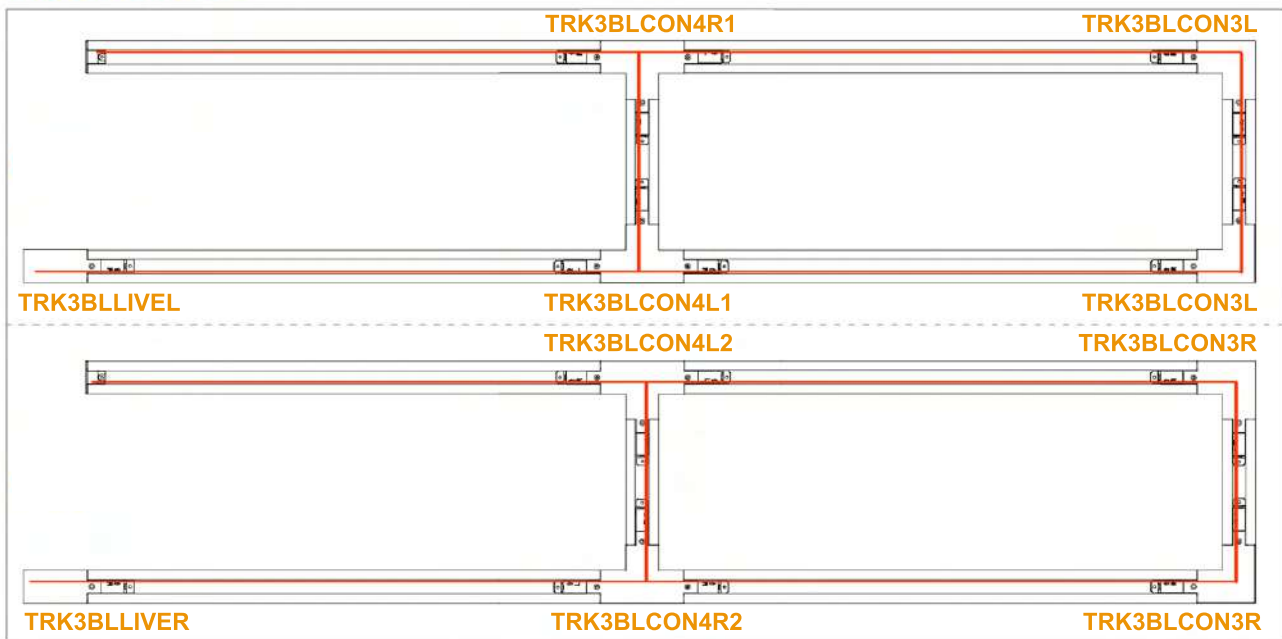 TRK3BLCON4R1 TRK3BLCON3L
TRK3BLLIVEL TRK3BLCON4L1 TRK3BLCON3L
TRK3BLCON4L2 TRK3BLCON3R
TRK3BLLIVER TRK3BLCON4R2 TRK3BLCON3R